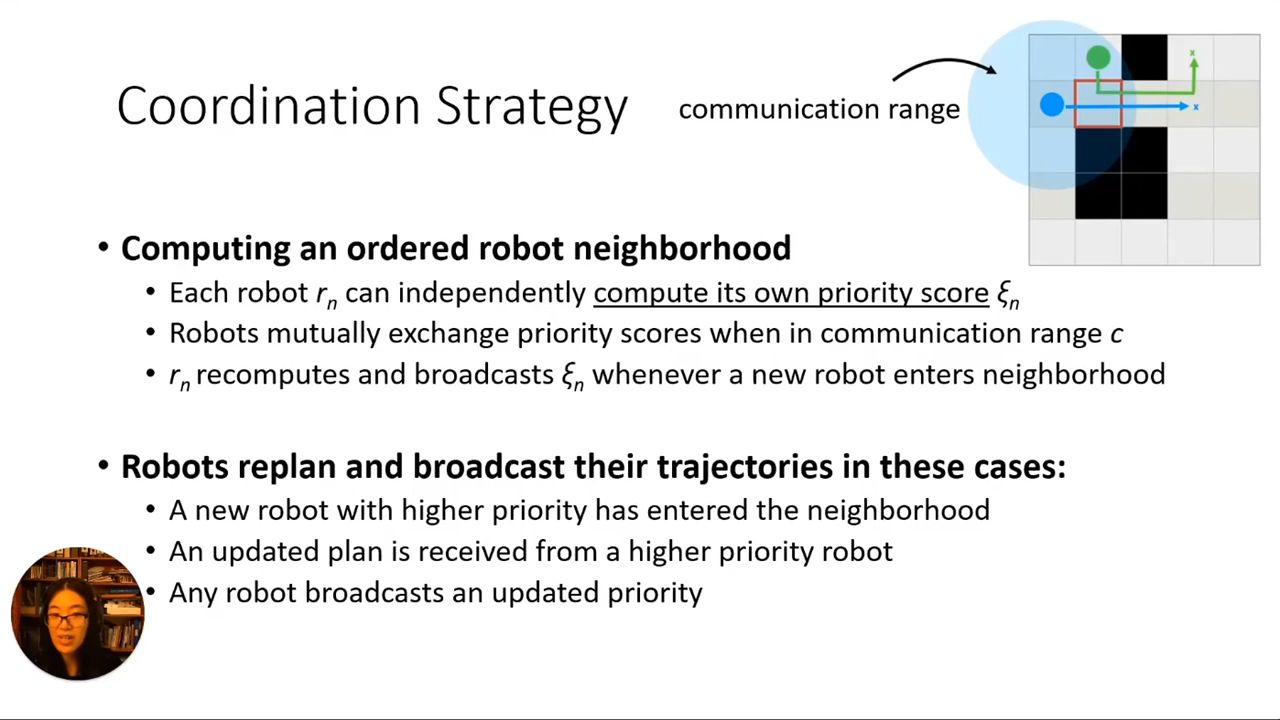 Coordination Strategy
communication range
x
x
• Computing an ordered robot neighborhood
• Each robot rₙ can independently compute its own priority score ξₙ
• Robots mutually exchange priority scores when in communication range c
• rₙ recomputes and broadcasts ξₙ whenever a new robot enters neighborhood
• Robots replan and broadcast their trajectories in these cases:
• A new robot with higher priority has entered the neighborhood
• An updated plan is received from a higher priority robot
• Any robot broadcasts an updated priority